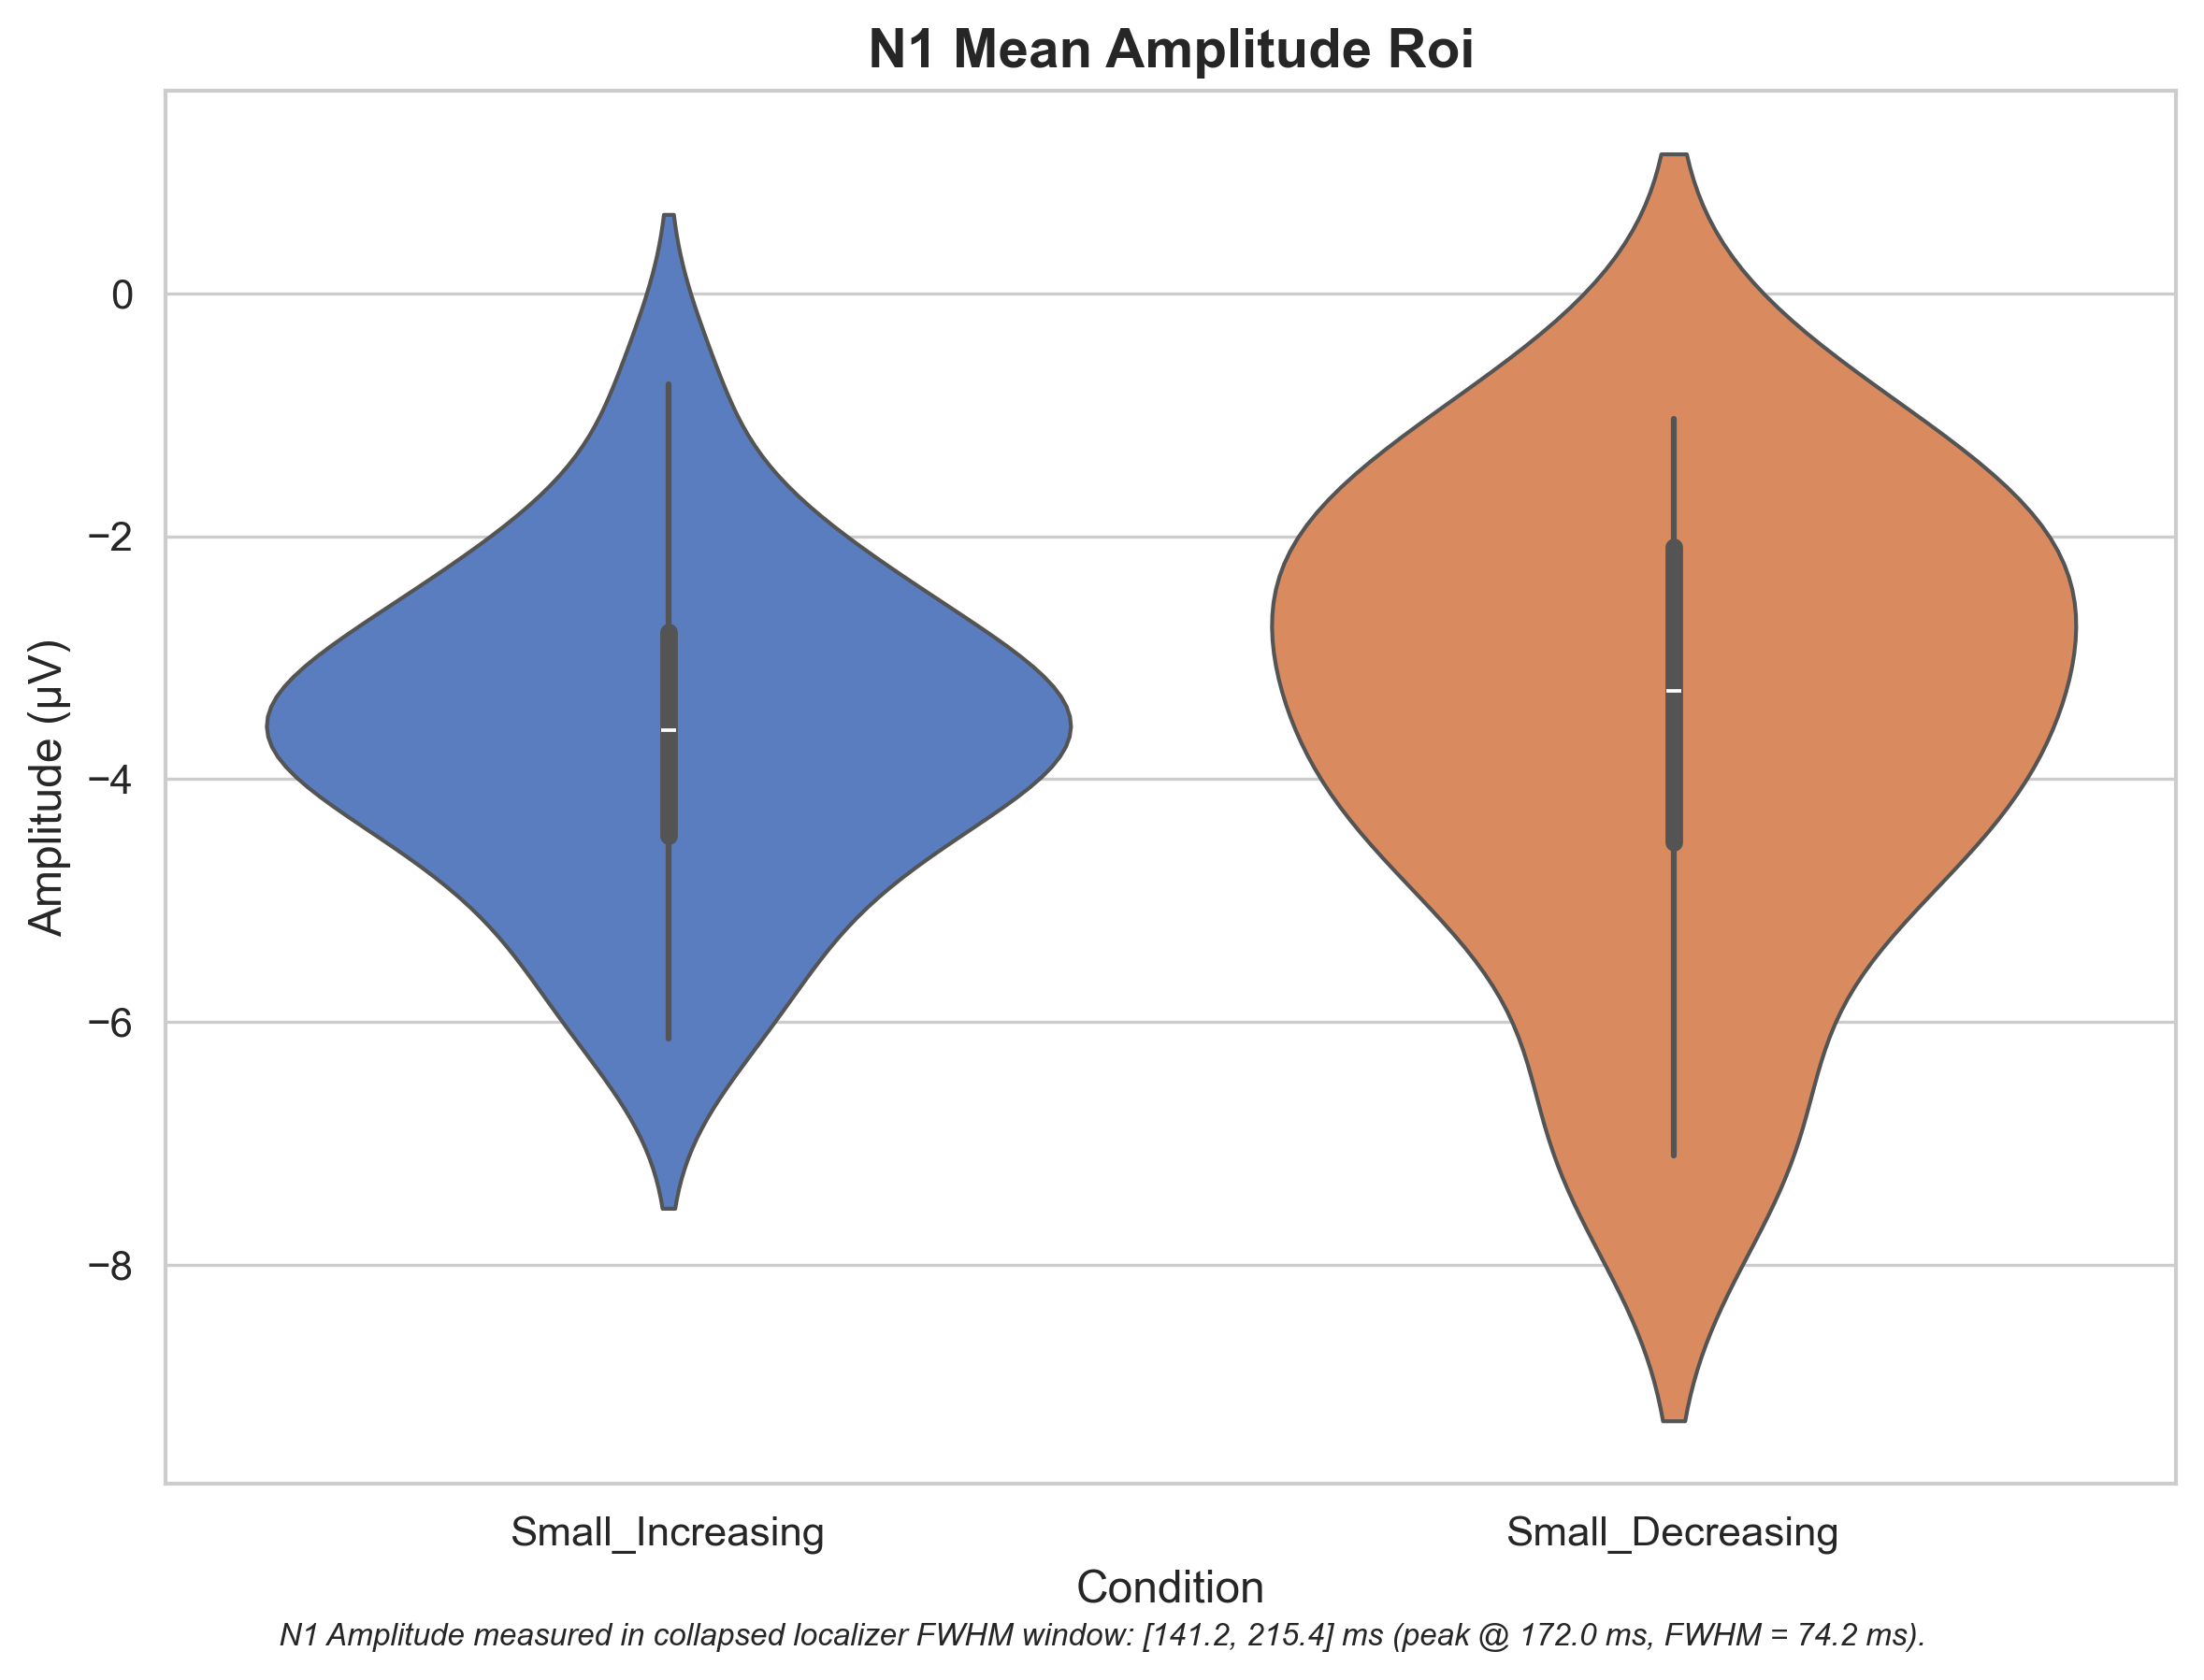 N1 Mean Amplitude Roi
Amplitude (µV)
0
−2
−4
−6
−8
Small_Increasing
Small_Decreasing
Condition
N1 Amplitude measured in collapsed localizer FWHM window: [141.2, 215.4] ms (peak @ 172.0 ms, FWHM = 74.2 ms).